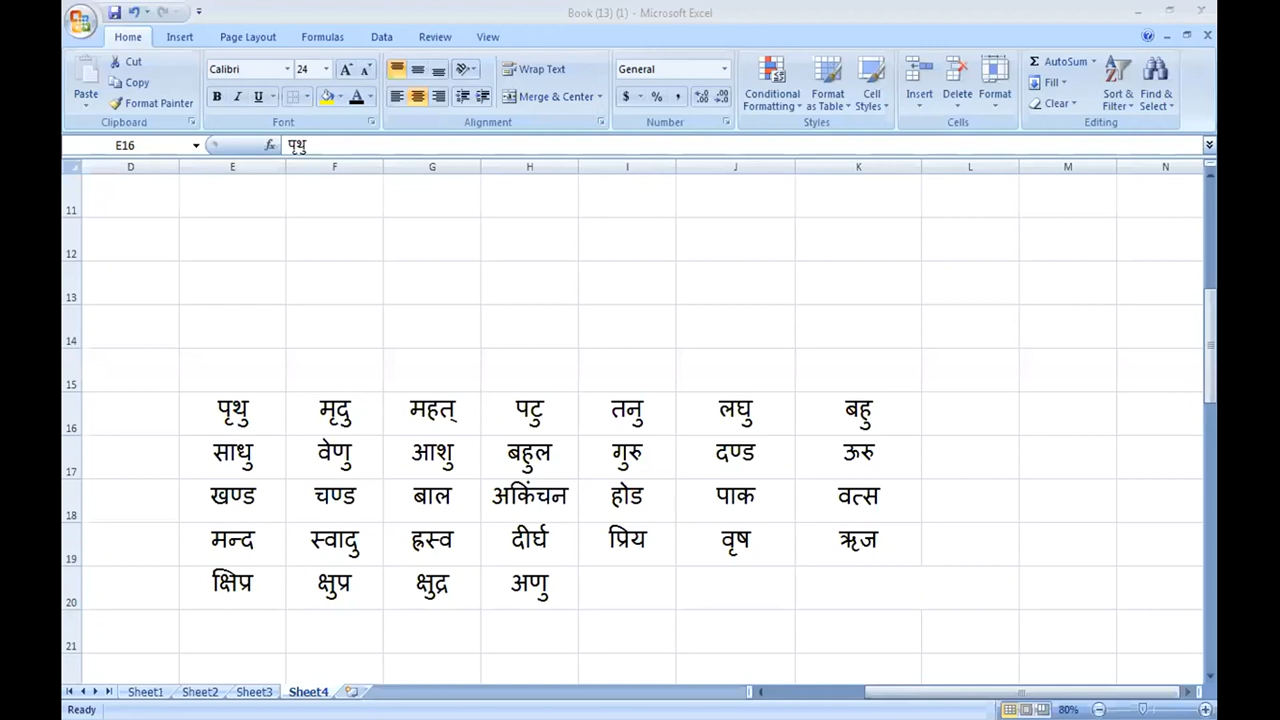 Book (13) (1) - Microsoft Excel
Home Insert Page Layout Formulas Data Review View
Paste Cut Copy Format Painter Clipboard
Calibri 24 A A B I U A Font
Wrap Text Merge & Center Alignment
General $ % , Number
Conditional Formatting Format as Table Cell Styles Styles
Insert Delete Format Cells
AutoSum Fill Clear Sort & Filter Find & Select Editing
E16 fx पृथु
D E F G H I J K L M N
11
12
13
14
15
16 पृथु मृदु महत् पटु तनु लघु बहु
17 साधु वेणु आशु बहुल गुरु दण्ड ऊरु
18 खण्ड चण्ड बाल अकिंचन होड पाक वत्स
19 मन्द स्वादु ह्रस्व दीर्घ प्रिय वृष ऋज
20 क्षिप्र क्षुप्र क्षुद्र अणु
21
Sheet1 Sheet2 Sheet3 Sheet4
Ready 80%